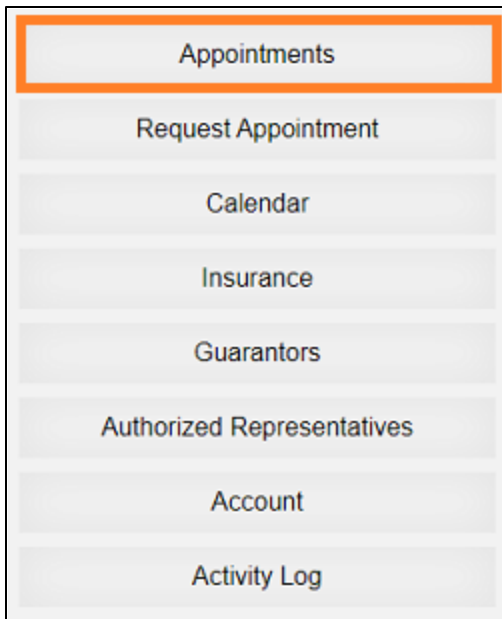 Appointments
Request Appointment
Calendar
Insurance
Guarantors
Authorized Representatives
Account
Activity Log